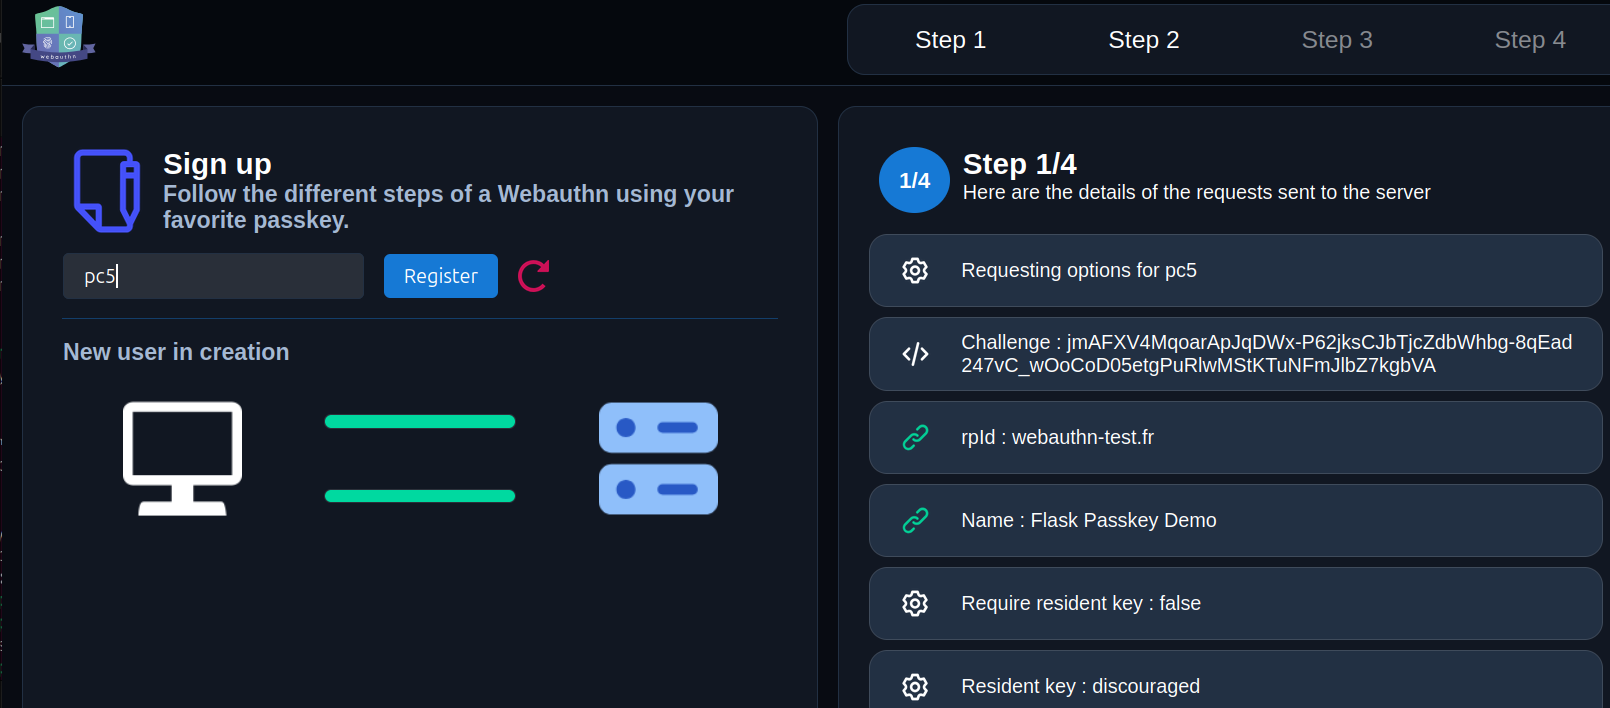 webauthn
Step 1
Step 2
Step 3
Step 4
Sign up
Follow the different steps of a Webauthn using your
favorite passkey.
pc5
Register
New user in creation
Step 1/4
1/4
Here are the details of the requests sent to the server
Requesting options for pc5
Challenge : jmAFXV4MqoarApJqDWx-P62jksCJbTjcZdbWhbg-8qEad
247vC_wOoCoD05etgPuRlwMStKTuNFmJlbZ7kgbVA
rpId : webauthn-test.fr
Name : Flask Passkey Demo
Require resident key : false
Resident key : discouraged